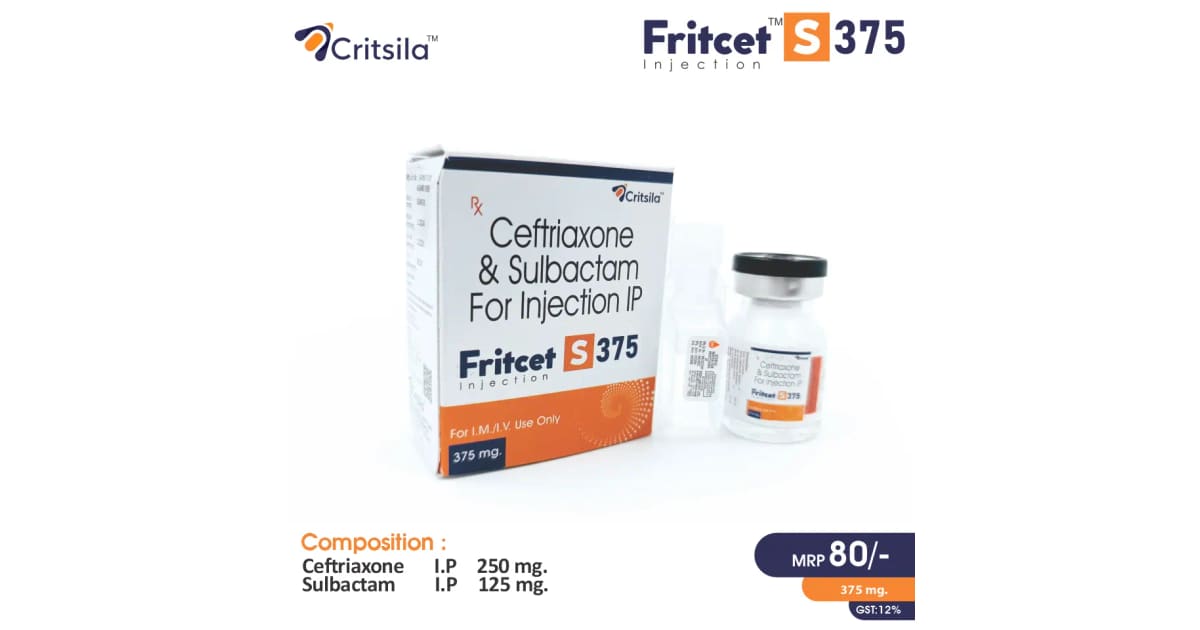 Critsila™
Fritcet™ S 375
Injection
Rx
Critsila™
Ceftriaxone
& Sulbactam
For Injection IP
Fritcet S 375
Injection
For I.M./I.V. Use Only
375 mg.
Ceftriaxone
& Sulbactam
For Injection IP
Fritcet S 375
Composition :
Ceftriaxone I.P 250 mg.
Sulbactam I.P 125 mg.
MRP 80/-
375 mg.
GST:12%